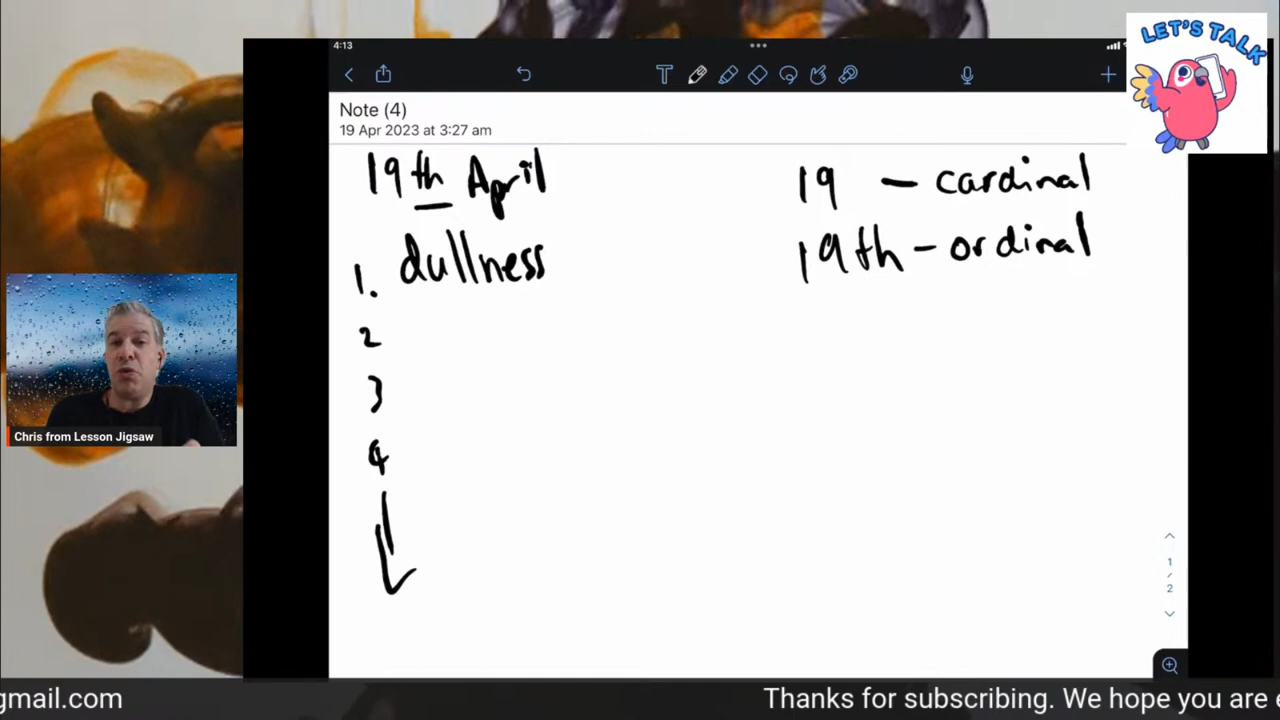 LET'S TALK
4:13
Note (4)
19 Apr 2023 at 3:27 am
19th April
19 – cardinal
19th – ordinal
1. dullness
2
3
4
1
/
2
Chris from Lesson Jigsaw
gmail.com
Thanks for subscribing. We hope you are